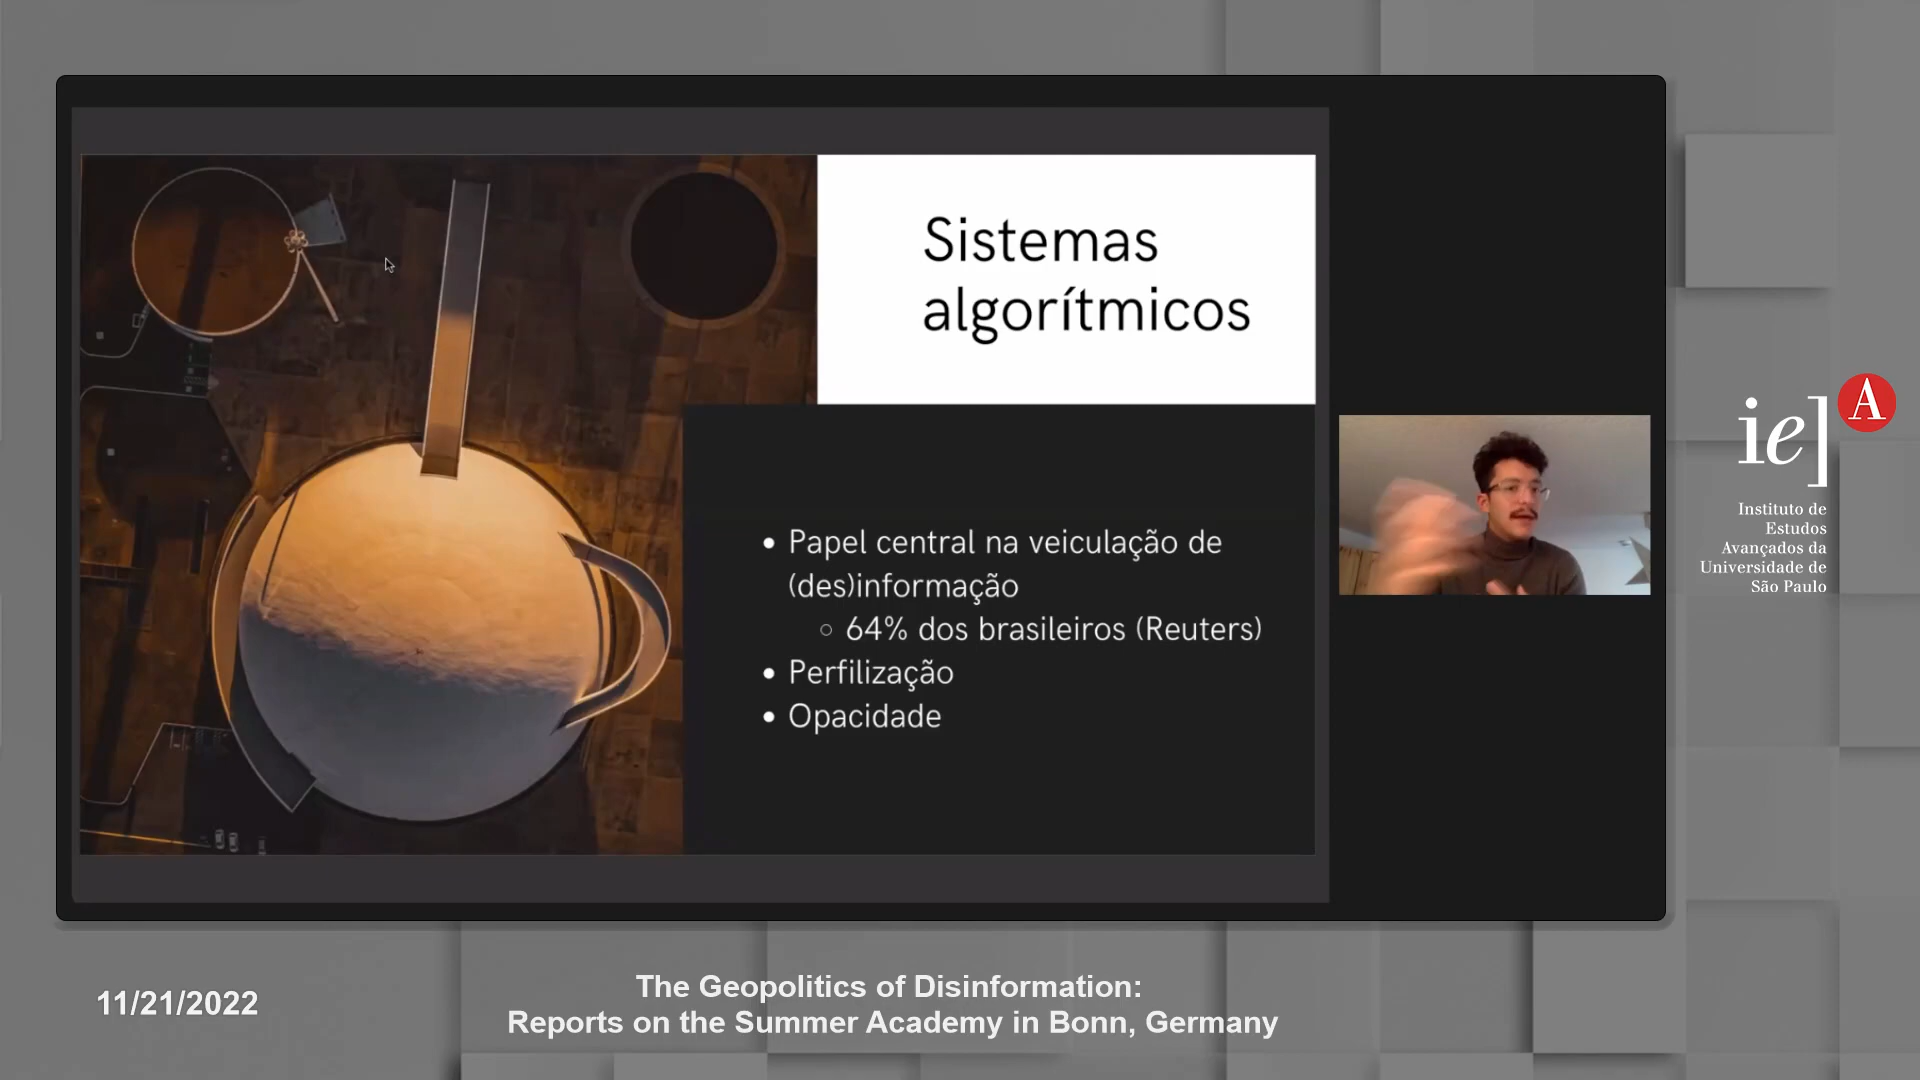 Sistemas
algorítmicos
• Papel central na veiculação de
(des)informação
○ 64% dos brasileiros (Reuters)
• Perfilização
• Opacidade
ie] A
Instituto de
Estudos
Avançados da
Universidade de
São Paulo
11/21/2022
The Geopolitics of Disinformation:
Reports on the Summer Academy in Bonn, Germany